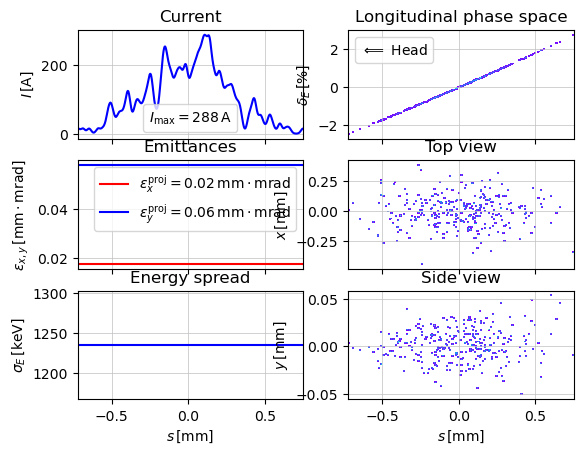 Current
Longitudinal phase space
I [A]
200
0
I_max = 288 A
δ_E [%]
2
0
−2
⟸ Head
Emittances
Top view
ε_x,y [mm · mrad]
0.04
0.02
ε_x^proj = 0.02 mm · mrad
ε_y^proj = 0.06 mm · mrad
x [mm]
0.25
0.00
−0.25
Energy spread
Side view
σ_E [keV]
1300
1250
1200
−0.5
0.0
0.5
s [mm]
y [mm]
0.05
0.00
−0.05
−0.5
0.0
0.5
s [mm]